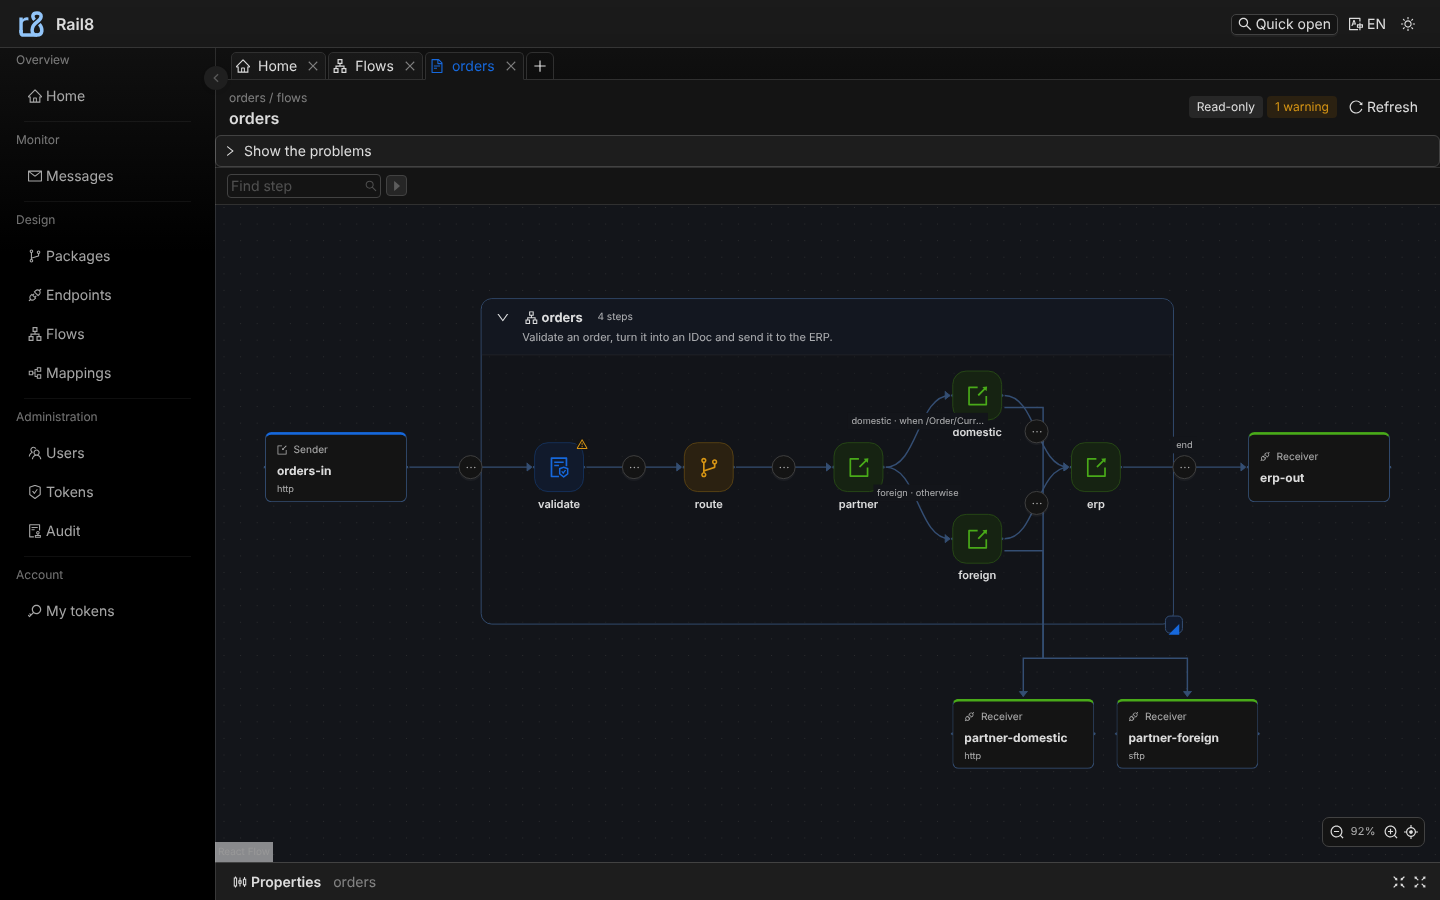 Rail8
Quick open
EN
Overview
Home
Monitor
Messages
Design
Packages
Endpoints
Flows
Mappings
Administration
Users
Tokens
Audit
Account
My tokens
Home
Flows
orders
orders / flows
orders
Read-only
1 warning
Refresh
Show the problems
Find step
orders 4 steps
Validate an order, turn it into an IDoc and send it to the ERP.
Sender
orders-in
http
validate
route
partner
domestic · when /Order/Curr...
domestic
foreign · otherwise
foreign
erp
end
Receiver
erp-out
Receiver
partner-domestic
http
Receiver
partner-foreign
sftp
92%
React Flow
Properties orders